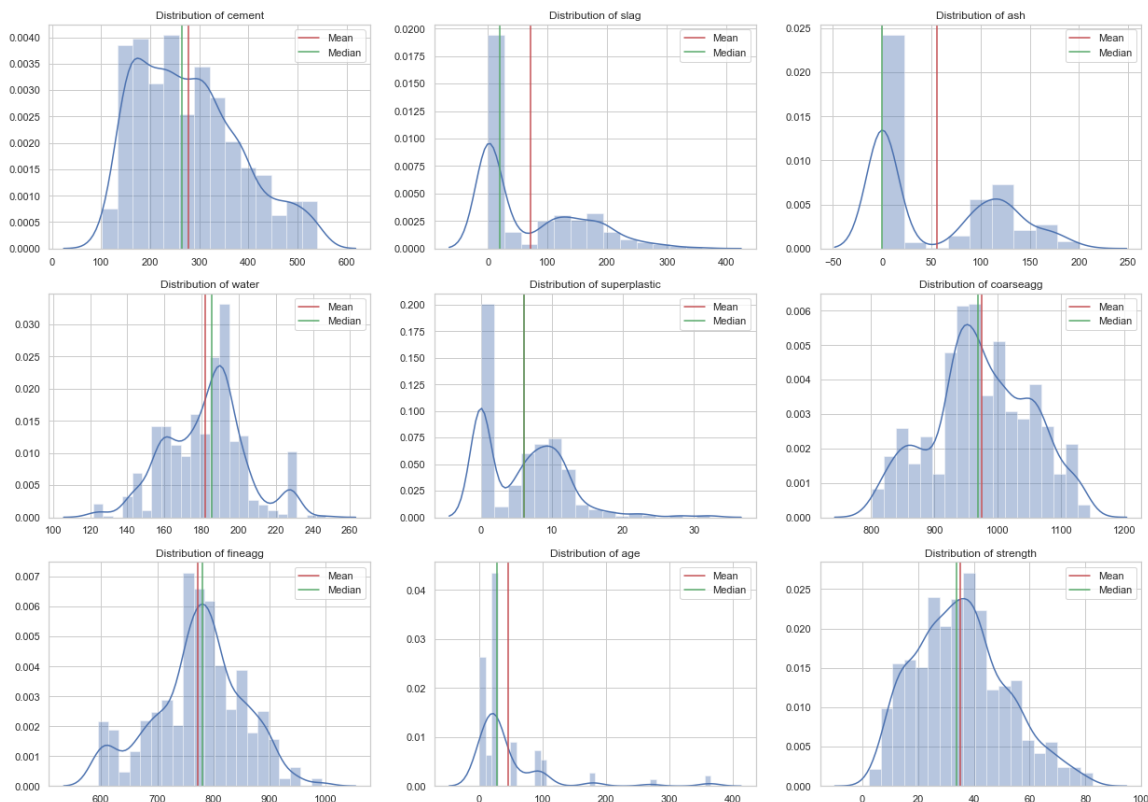 Distribution of cement
Mean
Median
0.0040
0.0035
0.0030
0.0025
0.0020
0.0015
0.0010
0.0005
0.0000
0 100 200 300 400 500 600
Distribution of slag
Mean
Median
0.0200
0.0175
0.0150
0.0125
0.0100
0.0075
0.0050
0.0025
0.0000
0 100 200 300 400
Distribution of ash
Mean
Median
0.025
0.020
0.015
0.010
0.005
0.000
−50 0 50 100 150 200 250
Distribution of water
Mean
Median
0.030
0.025
0.020
0.015
0.010
0.005
0.000
100 120 140 160 180 200 220 240 260
Distribution of superplastic
Mean
Median
0.200
0.175
0.150
0.125
0.100
0.075
0.050
0.025
0.000
0 10 20 30
Distribution of coarseagg
Mean
Median
0.006
0.005
0.004
0.003
0.002
0.001
0.000
800 900 1000 1100 1200
Distribution of fineagg
Mean
Median
0.007
0.006
0.005
0.004
0.003
0.002
0.001
0.000
600 700 800 900 1000
Distribution of age
Mean
Median
0.04
0.03
0.02
0.01
0.00
0 100 200 300 400
Distribution of strength
Mean
Median
0.025
0.020
0.015
0.010
0.005
0.000
0 20 40 60 80 100